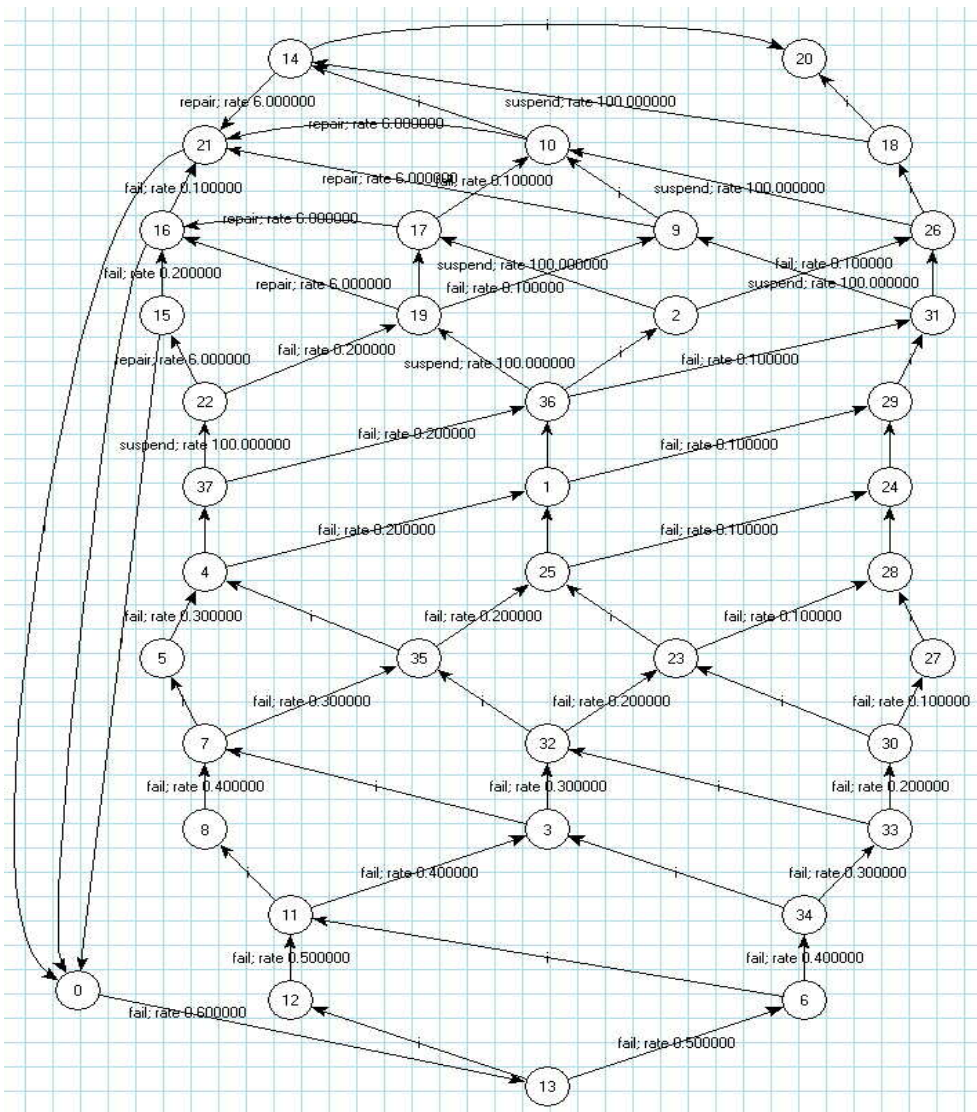 i
14
20
repair; rate 6.000000
i
suspend; rate 100.000000
i
repair; rate 6.000000
21
10
18
fail; rate 0.100000
repair; rate 6.000000
fail; rate 0.100000
i
suspend; rate 100.000000
i
repair; rate 6.000000
16
17
9
26
fail; rate 0.200000
repair; rate 6.000000
suspend; rate 100.000000
fail; rate 0.100000
fail; rate 0.100000
suspend; rate 100.000000
15
19
2
31
repair; rate 6.000000
fail; rate 0.200000
suspend; rate 100.000000
i
fail; rate 0.100000
i
22
36
29
suspend; rate 100.000000
fail; rate 0.200000
fail; rate 0.100000
37
1
24
fail; rate 0.200000
fail; rate 0.100000
4
25
28
fail; rate 0.300000
i
fail; rate 0.200000
i
fail; rate 0.100000
i
5
35
23
27
i
fail; rate 0.300000
i
fail; rate 0.200000
i
fail; rate 0.100000
7
32
30
fail; rate 0.400000
i
fail; rate 0.300000
i
fail; rate 0.200000
8
3
33
i
fail; rate 0.400000
i
fail; rate 0.300000
11
34
fail; rate 0.500000
i
fail; rate 0.400000
0
12
6
fail; rate 0.600000
i
fail; rate 0.500000
13